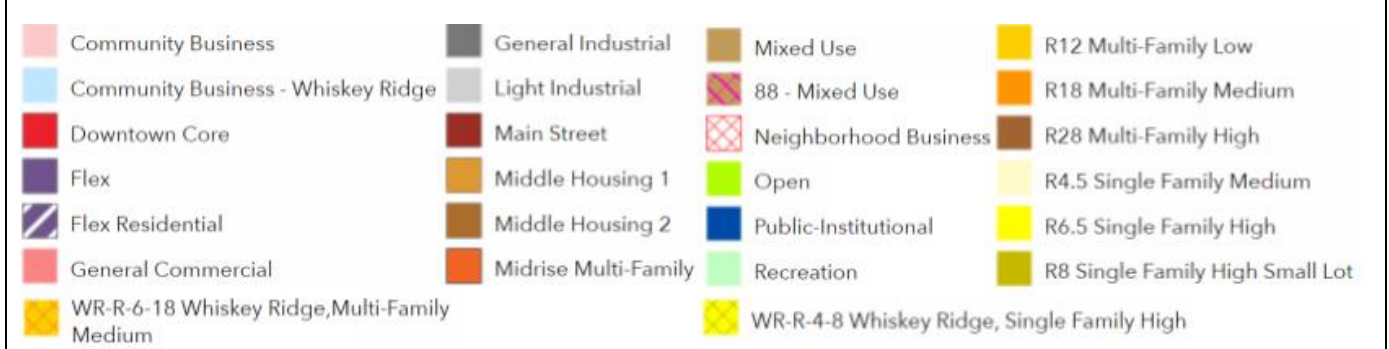 Community Business
Community Business - Whiskey Ridge
Downtown Core
Flex
Flex Residential
General Commercial
WR-R-6-18 Whiskey Ridge,Multi-Family
Medium
General Industrial
Light Industrial
Main Street
Middle Housing 1
Middle Housing 2
Midrise Multi-Family
Mixed Use
88 - Mixed Use
Neighborhood Business
Open
Public-Institutional
Recreation
WR-R-4-8 Whiskey Ridge, Single Family High
R12 Multi-Family Low
R18 Multi-Family Medium
R28 Multi-Family High
R4.5 Single Family Medium
R6.5 Single Family High
R8 Single Family High Small Lot